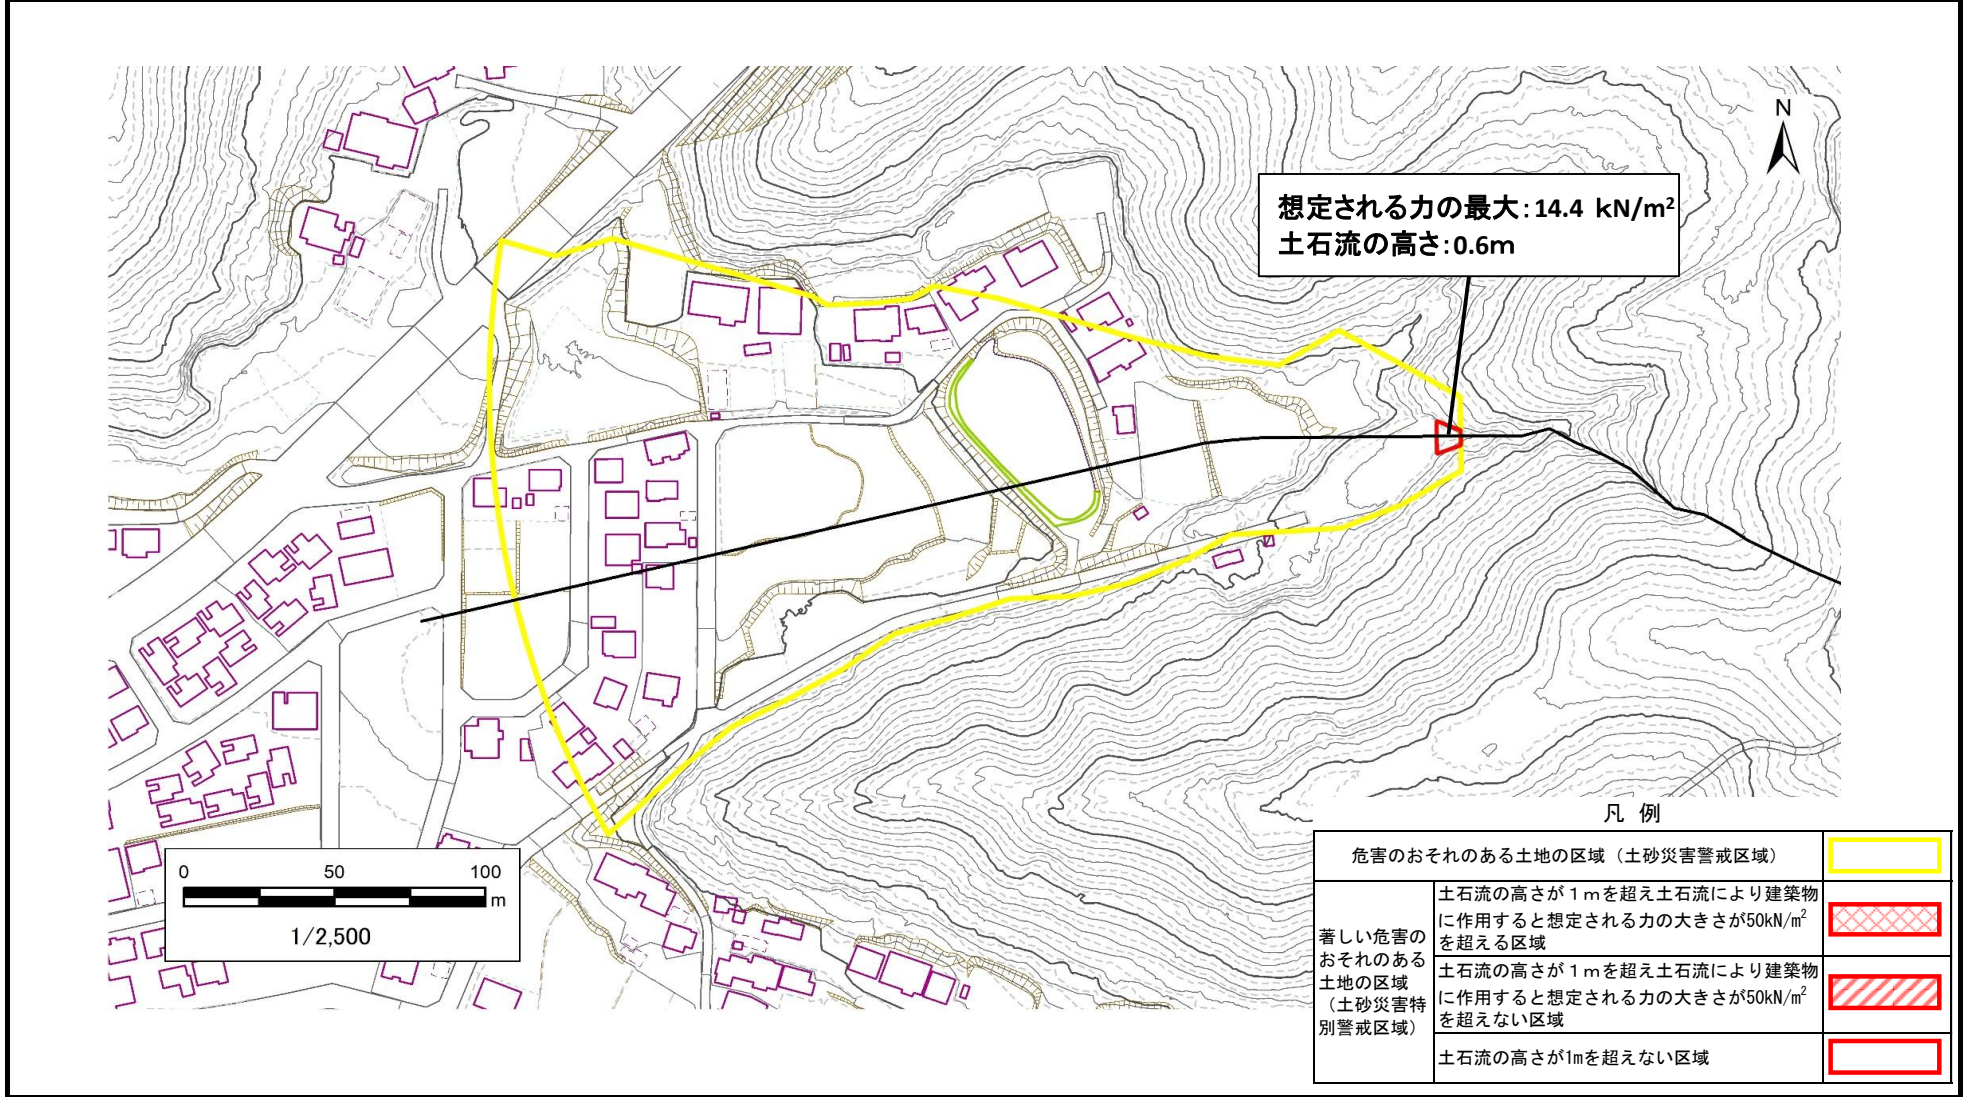 N
想定される力の最大:14.4 kN/m²
土石流の高さ:0.6m
凡 例
危害のおそれのある土地の区域（土砂災害警戒区域）
著しい危害の
おそれのある
土地の区域
（土砂災害特
別警戒区域）
土石流の高さが１ｍを超え土石流により建築物
に作用すると想定される力の大きさが50kN/m²
を超える区域
土石流の高さが１ｍを超え土石流により建築物
に作用すると想定される力の大きさが50kN/m²
を超えない区域
土石流の高さが1mを超えない区域
0 50 100
m
1/2,500